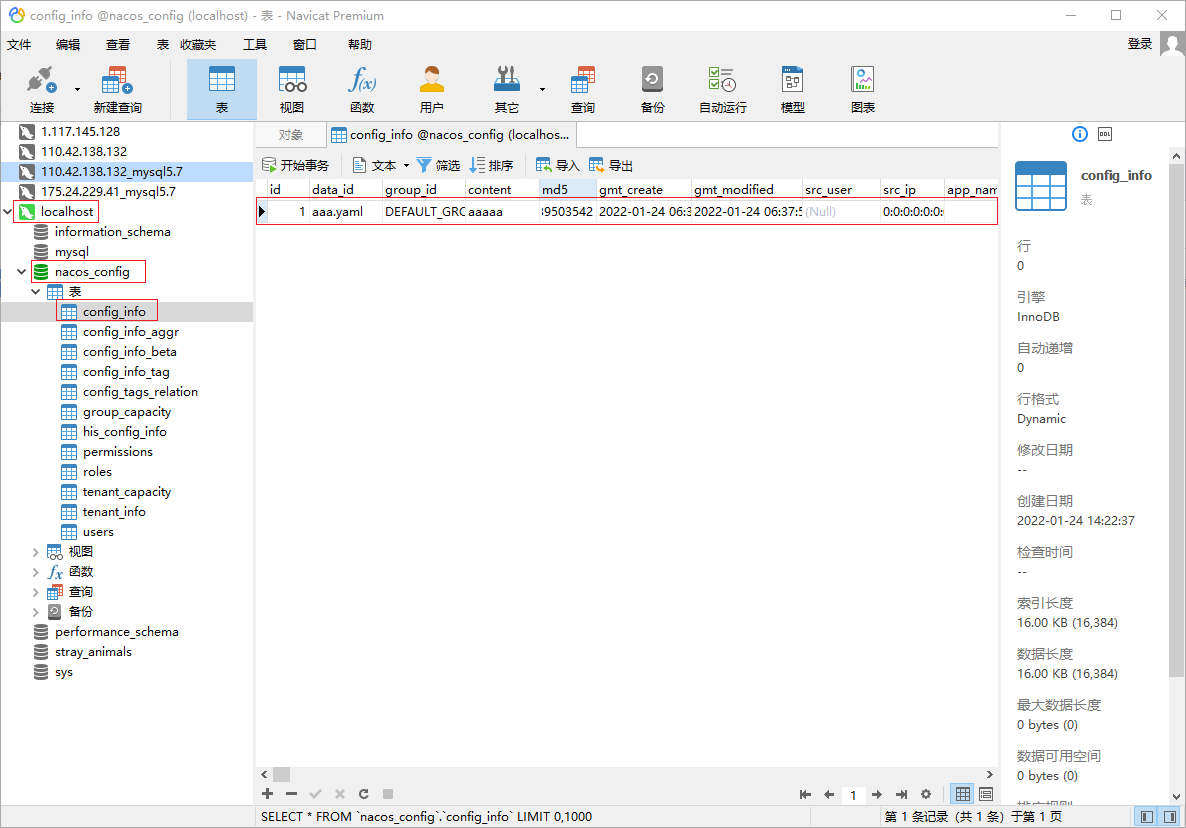 config_info @nacos_config (localhost) - 表 - Navicat Premium
文件 编辑 查看 表 收藏夹 工具 窗口 帮助 登录
连接 新建查询 表 视图 函数 用户 其它 查询 备份 自动运行 模型 图表
1.117.145.128
110.42.138.132
110.42.138.132_mysql5.7
175.24.229.41_mysql5.7
localhost
information_schema
mysql
nacos_config
表
config_info
config_info_aggr
config_info_beta
config_info_tag
config_tags_relation
group_capacity
his_config_info
permissions
roles
tenant_capacity
tenant_info
users
视图
函数
查询
备份
performance_schema
stray_animals
sys
对象 config_info @nacos_config (localhos...
开始事务 文本 筛选 排序 导入 导出
id data_id group_id content md5 gmt_create gmt_modified src_user src_ip app_nam
1 aaa.yaml DEFAULT_GRO aaaaa 39503542 2022-01-24 06:3 2022-01-24 06:37:5 (Null) 0:0:0:0:0:0:
1
SELECT * FROM `nacos_config`.`config_info` LIMIT 0,1000
第 1 条记录 (共 1 条) 于第 1 页
DDL
config_info
表
行
0
引擎
InnoDB
自动递增
0
行格式
Dynamic
修改日期
--
创建日期
2022-01-24 14:22:37
检查时间
--
索引长度
16.00 KB (16,384)
数据长度
16.00 KB (16,384)
最大数据长度
0 bytes (0)
数据可用空间
0 bytes (0)